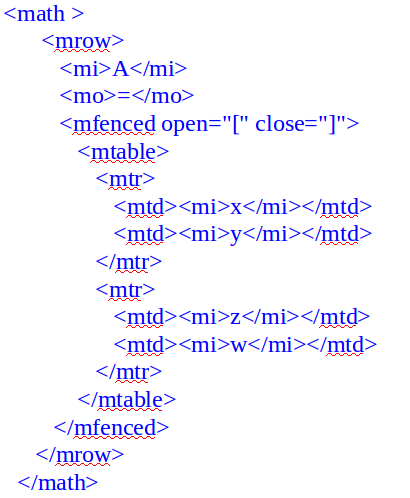 <math >
<mrow>
<mi>A</mi>
<mo>=</mo>
<mfenced open="[" close="]">
<mtable>
<mtr>
<mtd><mi>x</mi></mtd>
<mtd><mi>y</mi></mtd>
</mtr>
<mtr>
<mtd><mi>z</mi></mtd>
<mtd><mi>w</mi></mtd>
</mtr>
</mtable>
</mfenced>
</mrow>
</math>